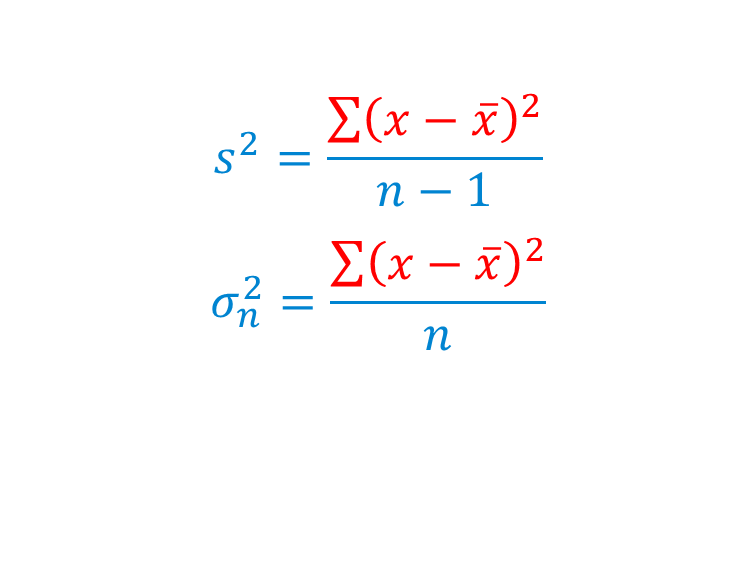 s² = ∑(x − x̄)² / n − 1
σₙ² = ∑(x − x̄)² / n